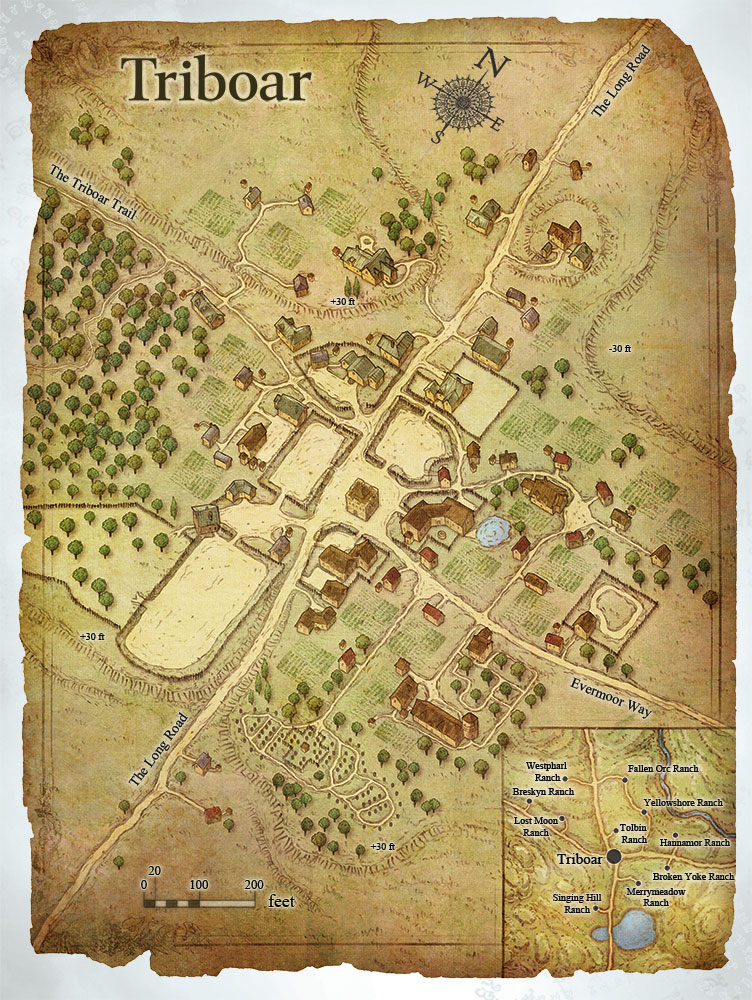 Triboar
N
W
E
S
The Long Road
The Triboar Trail
+30 ft
-30 ft
+30 ft
Evermoor Way
The Long Road
+30 ft
20
0 100 200
feet
Westpharl
Ranch
Fallen Orc Ranch
Breskyn Ranch
Yellowshore Ranch
Lost Moon
Ranch
Tolbin
Ranch
Hannamor Ranch
Triboar
Broken Yoke Ranch
Merrymeadow
Ranch
Singing Hill
Ranch